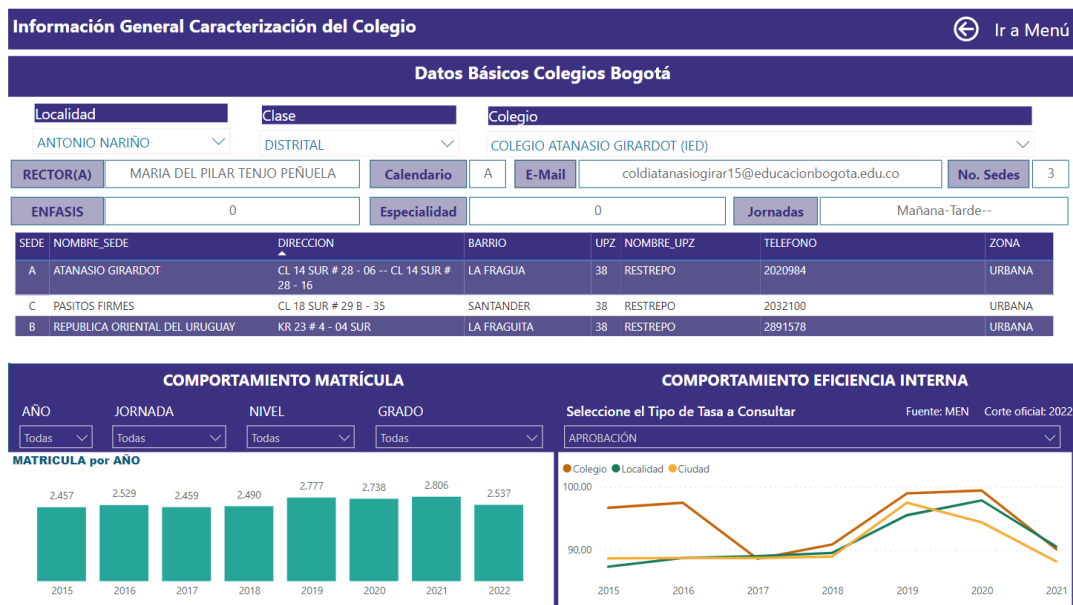 Información General Caracterización del Colegio
Ir a Menú
Datos Básicos Colegios Bogotá
Localidad Clase Colegio
ANTONIO NARIÑO DISTRITAL COLEGIO ATANASIO GIRARDOT (IED)
RECTOR(A) MARIA DEL PILAR TENJO PEÑUELA Calendario A E-Mail coldiatanasiogirar15@educacionbogota.edu.co No. Sedes 3
ENFASIS 0 Especialidad 0 Jornadas Mañana-Tarde--
SEDE NOMBRE_SEDE DIRECCION BARRIO UPZ NOMBRE_UPZ TELEFONO ZONA
A ATANASIO GIRARDOT CL 14 SUR # 28 - 06 -- CL 14 SUR # LA FRAGUA 38 RESTREPO 2020984 URBANA
28 - 16
C PASITOS FIRMES CL 18 SUR # 29 B - 35 SANTANDER 38 RESTREPO 2032100 URBANA
B REPUBLICA ORIENTAL DEL URUGUAY KR 23 # 4 - 04 SUR LA FRAGUITA 38 RESTREPO 2891578 URBANA
COMPORTAMIENTO MATRÍCULA
AÑO JORNADA NIVEL GRADO
Todas Todas Todas Todas
MATRICULA por AÑO
2.457 2.529 2.459 2.490 2.777 2.738 2.806 2.537
2015 2016 2017 2018 2019 2020 2021 2022
COMPORTAMIENTO EFICIENCIA INTERNA
Seleccione el Tipo de Tasa a Consultar Fuente: MEN Corte oficial: 2022
APROBACIÓN
Colegio Localidad Ciudad
100.00
90.00
2015 2016 2017 2018 2019 2020 2021